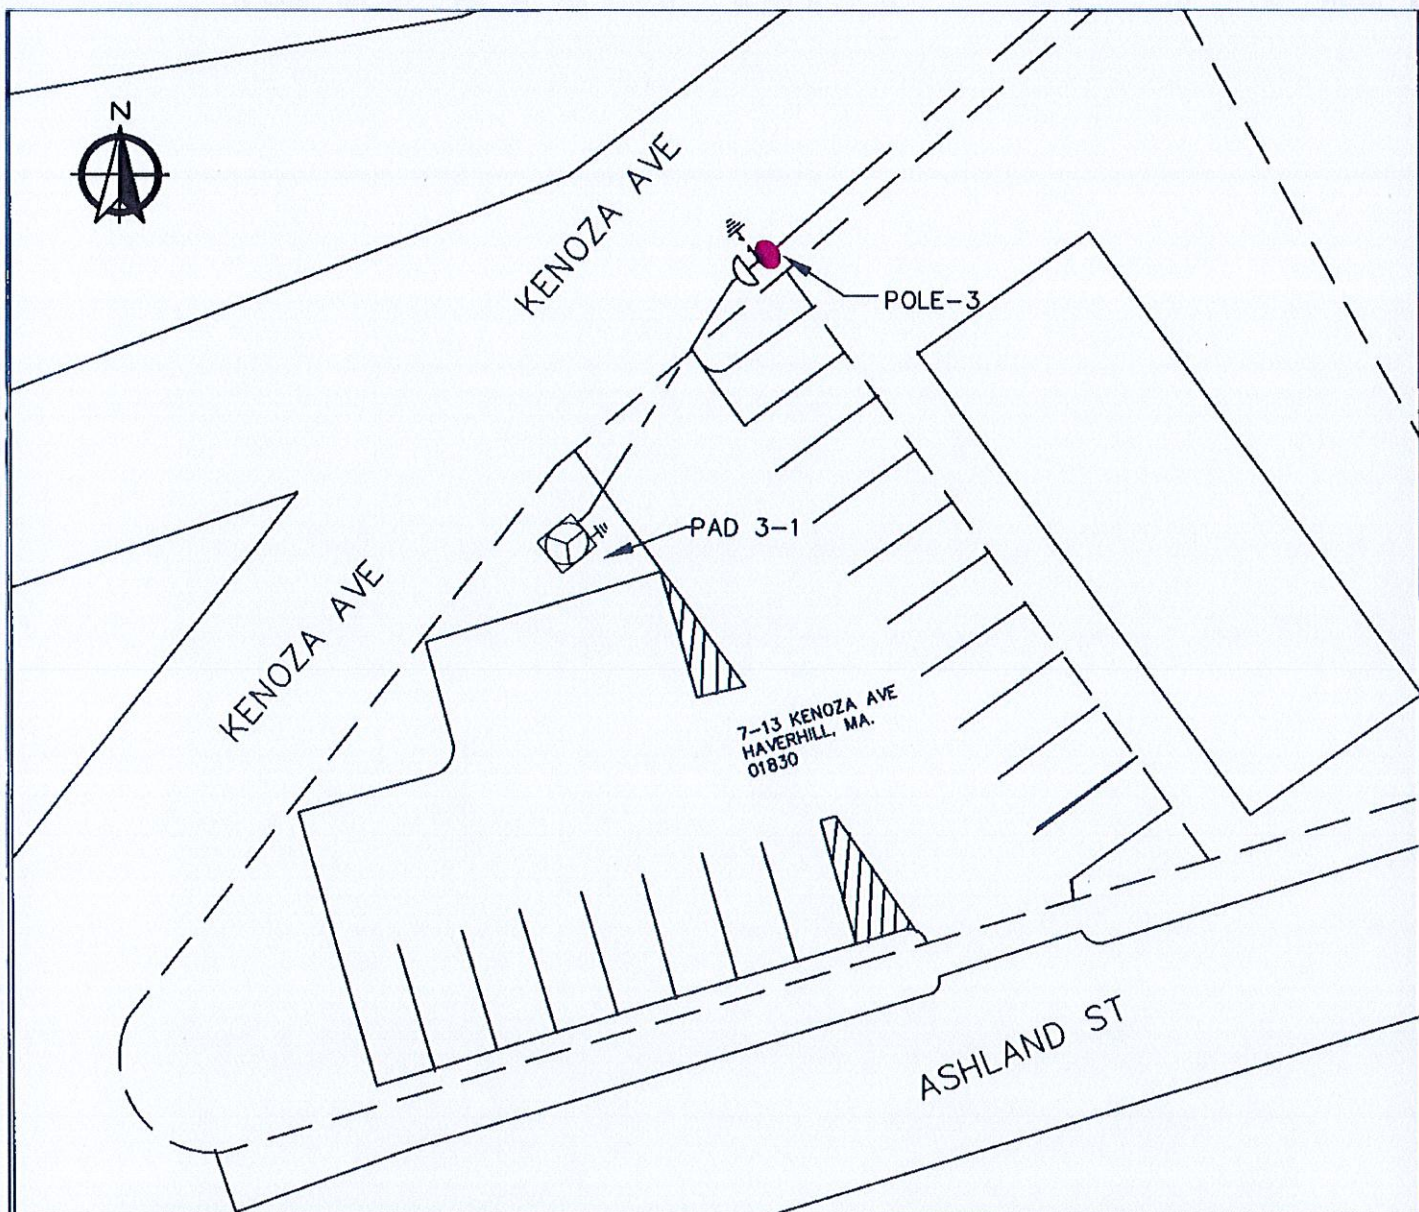 N
KENOZA AVE
POLE-3
PAD 3-1
KENOZA AVE
7-13 KENOZA AVE
HAVERHILL, MA.
01830
ASHLAND ST